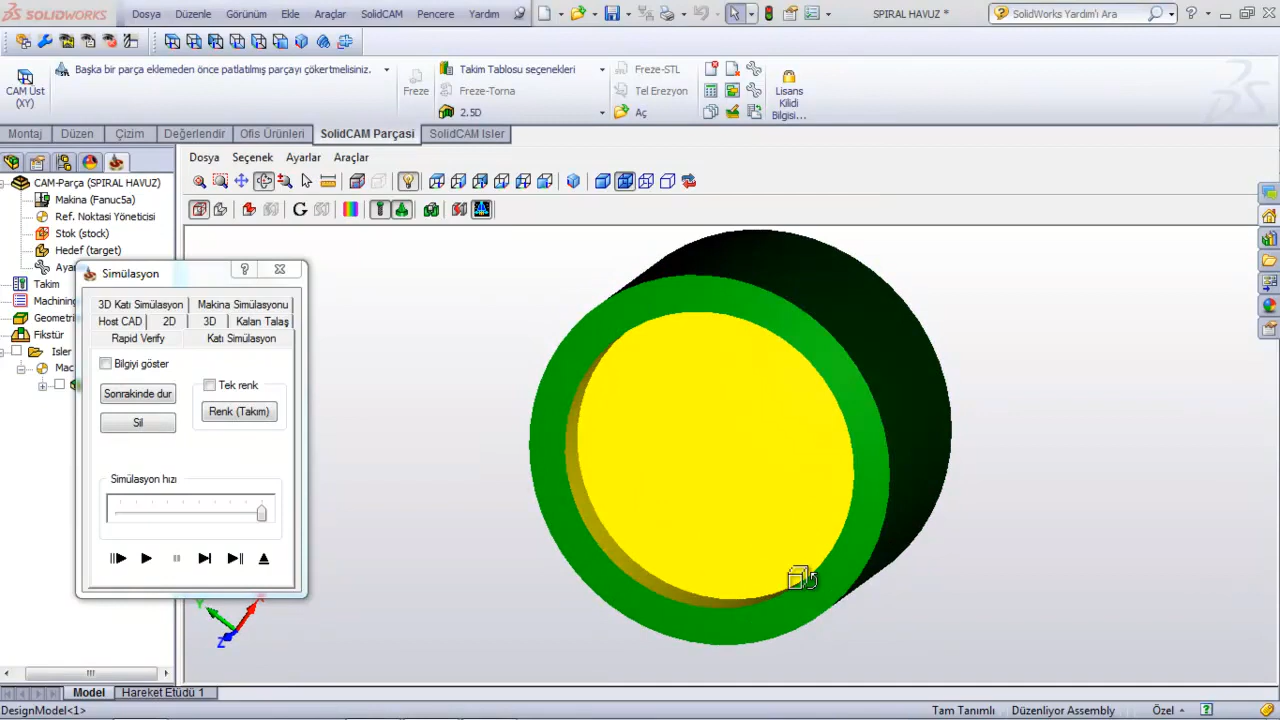 SOLIDWORKS
Dosya Düzenle Görünüm Ekle Araçlar SolidCAM Pencere Yardım
SPIRAL HAVUZ *
SolidWorks Yardım'ı Ara
CAM Üst (XY)
Başka bir parça eklemeden önce patlatılmış parçayı çökertmelisiniz.
Freze
Takim Tablosu seçenekleri
Freze-Torna
2.5D
Freze-STL
Tel Erezyon
Aç
Lisans Kilidi Bilgisi...
Montaj Düzen Çizim Değerlendir Ofis Ürünleri SolidCAM Parçasi SolidCAM Isler
Dosya Seçenek Ayarlar Araçlar
CAM-Parça (SPIRAL HAVUZ)
Makina (Fanuc5a)
Ref. Noktasi Yöneticisi
Stok (stock)
Hedef (target)
Takim
Fikstür
Isler
Simülasyon
3D Katı Simülasyon Makina Simülasyonu
Host CAD 2D 3D Kalan Talaş
Rapid Verify Katı Simülasyon
Bilgiyi göster
Sonrakinde dur
Tek renk
Sil
Renk (Takım)
Simülasyon hızı
Y
Z
Model Hareket Etüdü 1
DesignModel<1>
Tam Tanımlı Düzenliyor Assembly Özel